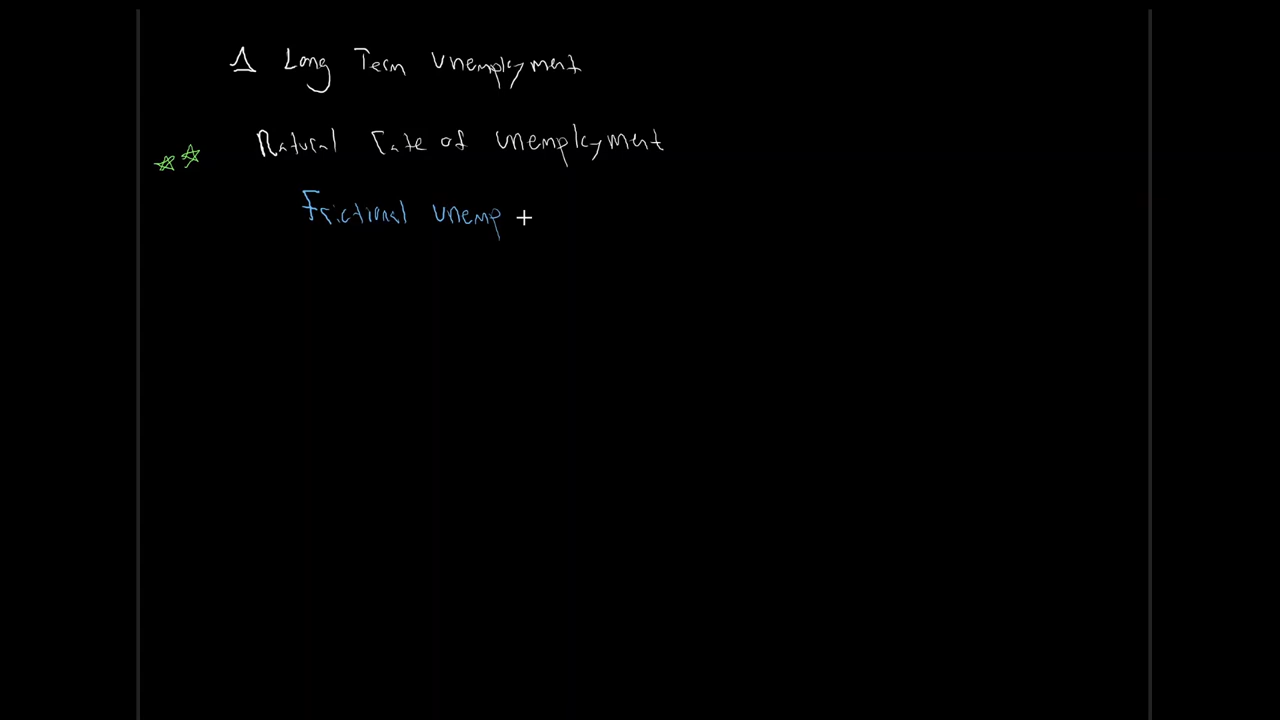 Δ Long Term Unemployment
Natural rate of unemployment
Frictional unemp +